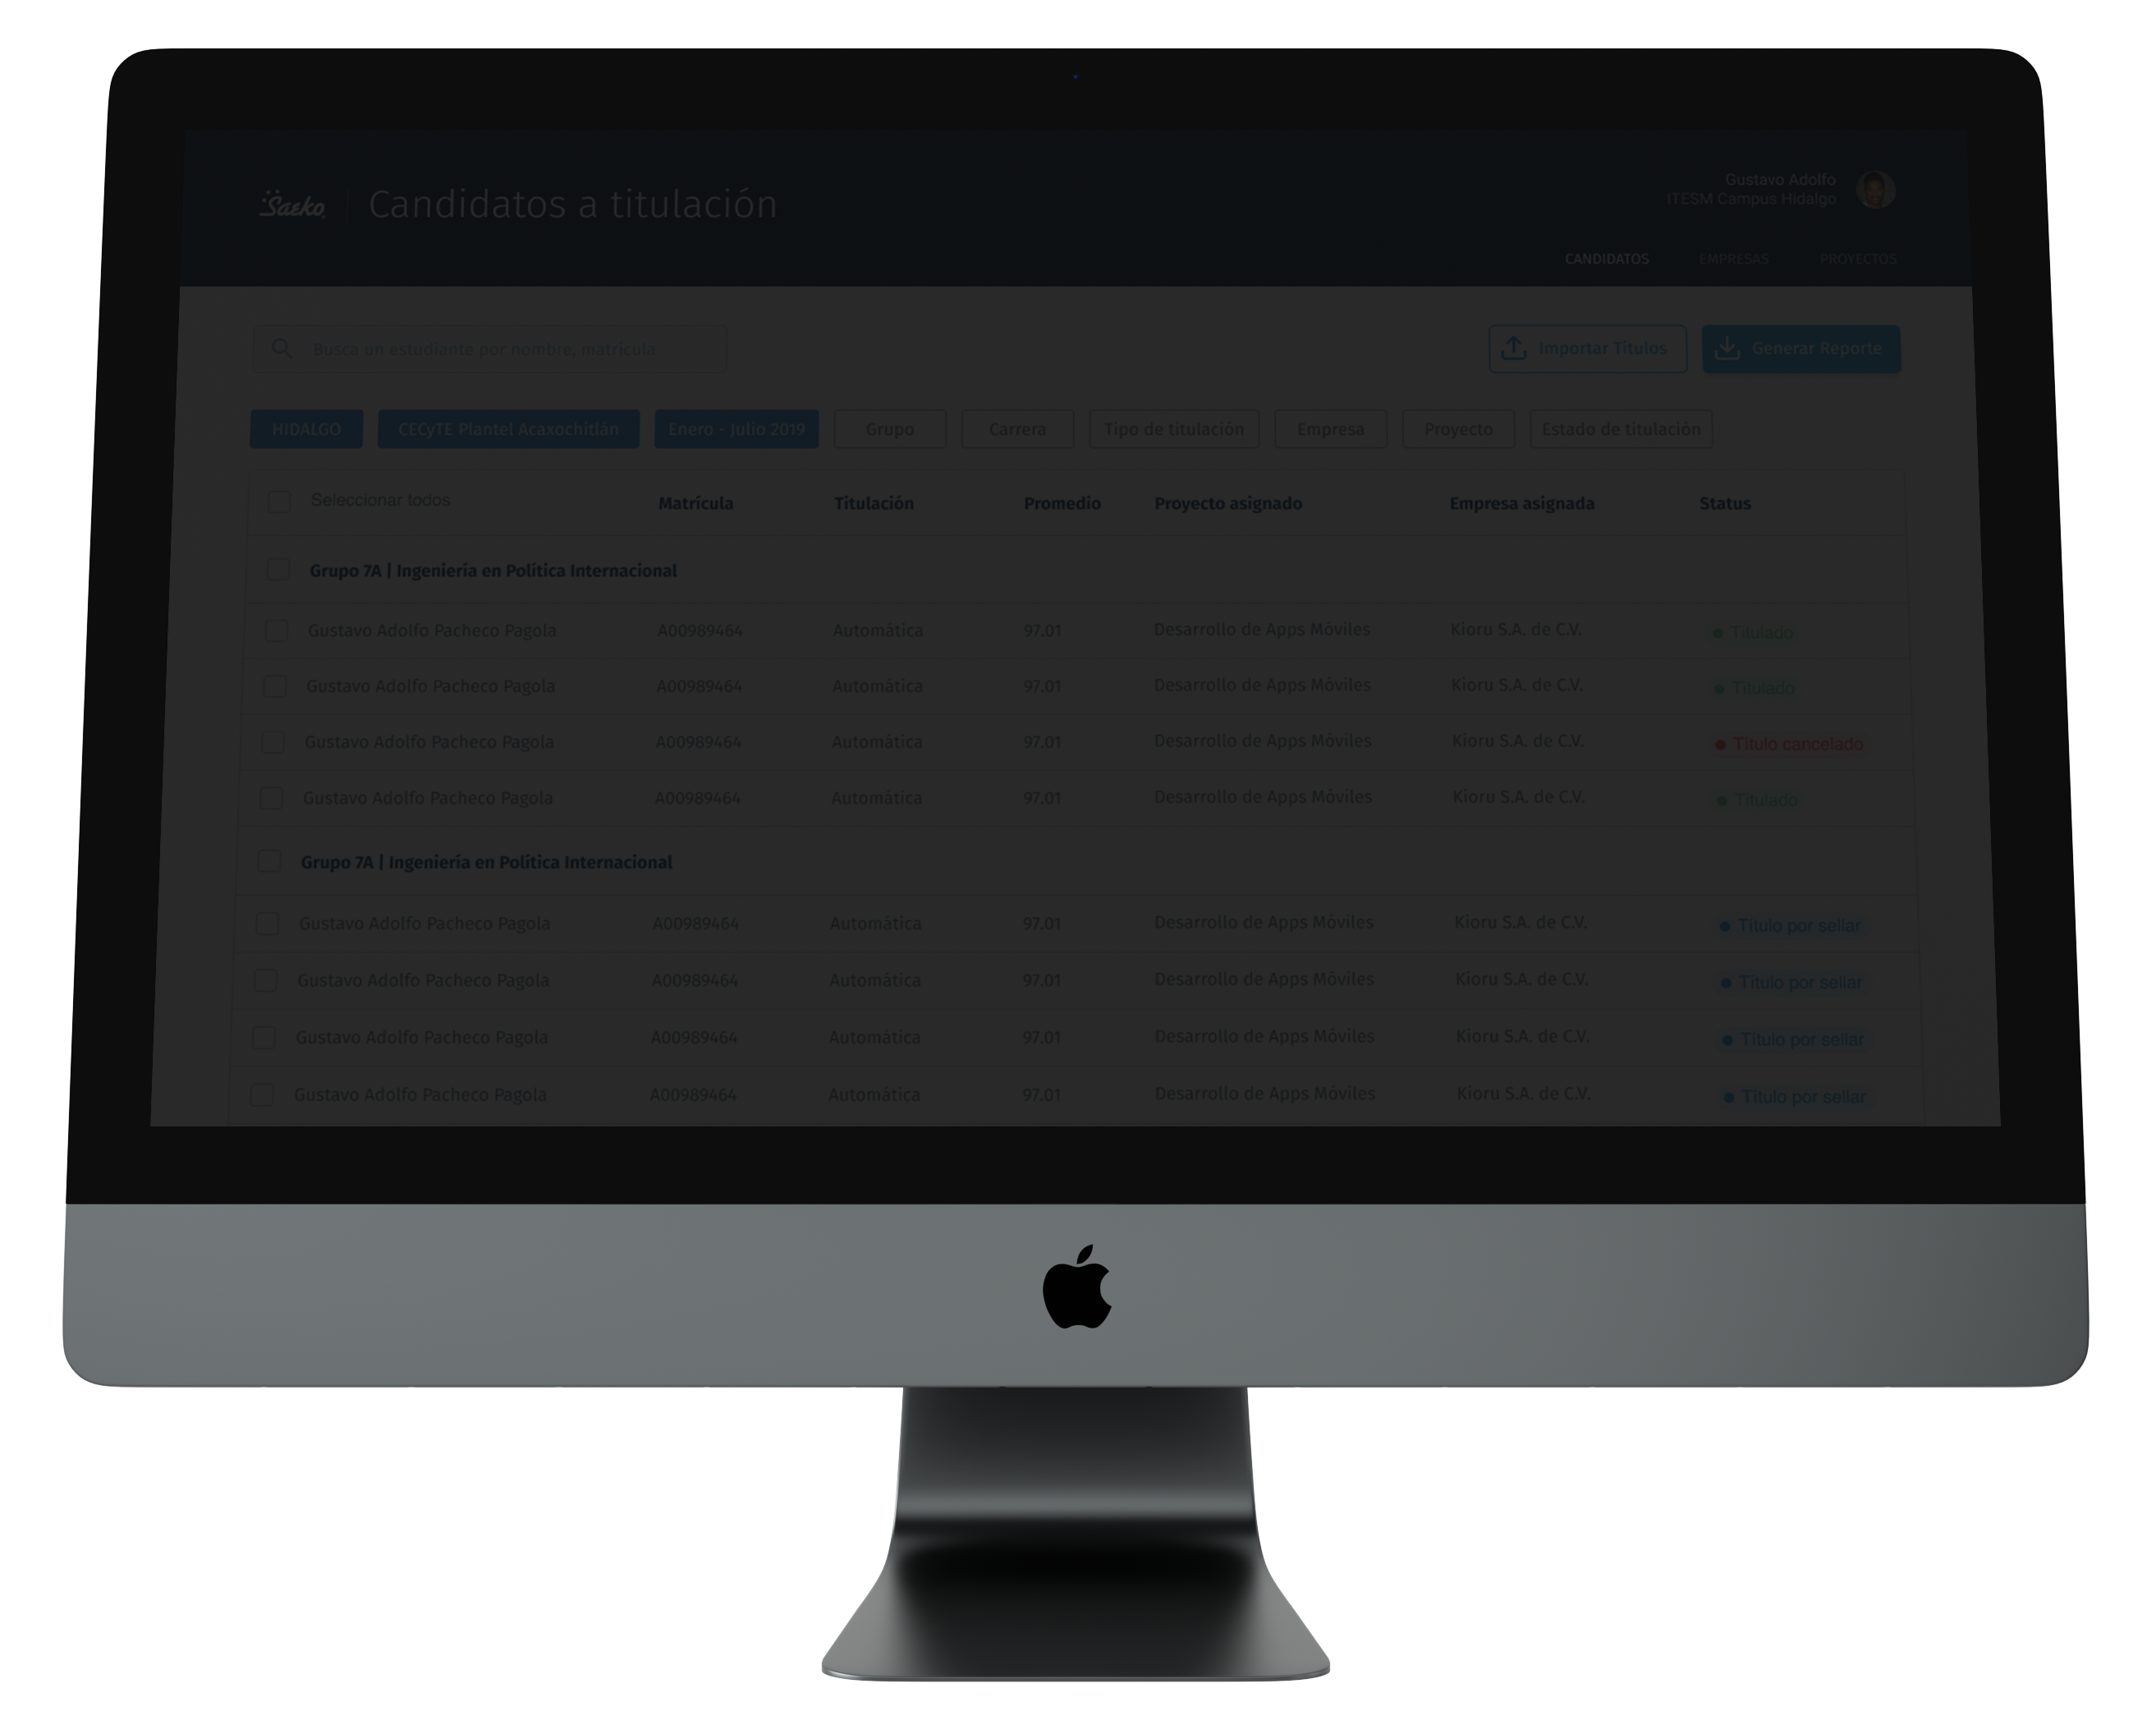 Saeko
Candidatos a titulación
Gustavo Adolfo
ITESM Campus Hidalgo
CANDIDATOS EMPRESAS PROYECTOS
Busca un estudiante por nombre, matrícula
Importar Títulos Generar Reporte
HIDALGO CECyTE Plantel Acaxochitlán Enero - Julio 2019 Grupo Carrera Tipo de titulación Empresa Proyecto Estado de titulación
Seleccionar todos Matrícula Titulación Promedio Proyecto asignado Empresa asignada Status
Grupo 7A | Ingeniería en Política Internacional
Gustavo Adolfo Pacheco Pagola A00989464 Automática 97.01 Desarrollo de Apps Móviles Kioru S.A. de C.V. Titulado
Gustavo Adolfo Pacheco Pagola A00989464 Automática 97.01 Desarrollo de Apps Móviles Kioru S.A. de C.V. Titulado
Gustavo Adolfo Pacheco Pagola A00989464 Automática 97.01 Desarrollo de Apps Móviles Kioru S.A. de C.V. Título cancelado
Gustavo Adolfo Pacheco Pagola A00989464 Automática 97.01 Desarrollo de Apps Móviles Kioru S.A. de C.V. Titulado
Grupo 7A | Ingeniería en Política Internacional
Gustavo Adolfo Pacheco Pagola A00989464 Automática 97.01 Desarrollo de Apps Móviles Kioru S.A. de C.V. Título por sellar
Gustavo Adolfo Pacheco Pagola A00989464 Automática 97.01 Desarrollo de Apps Móviles Kioru S.A. de C.V. Título por sellar
Gustavo Adolfo Pacheco Pagola A00989464 Automática 97.01 Desarrollo de Apps Móviles Kioru S.A. de C.V. Título por sellar
Gustavo Adolfo Pacheco Pagola A00989464 Automática 97.01 Desarrollo de Apps Móviles Kioru S.A. de C.V. Título por sellar